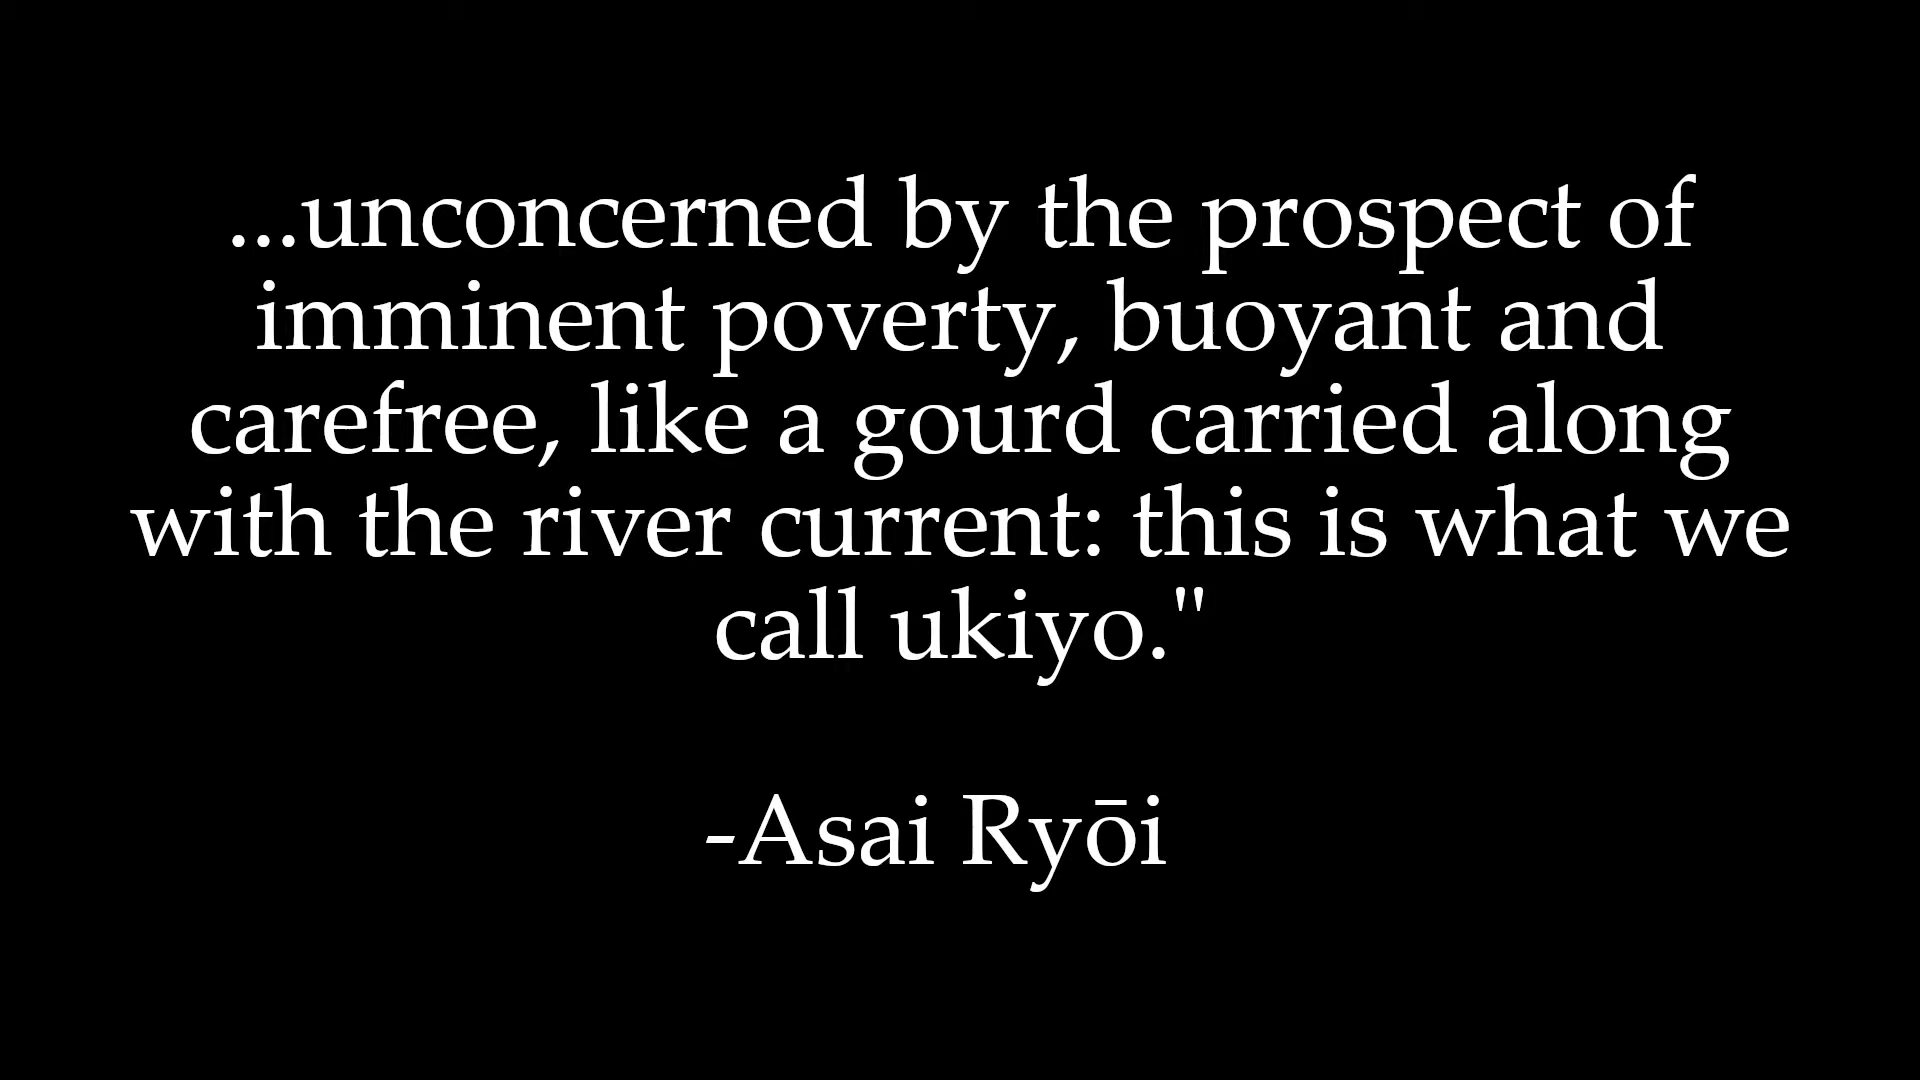 ...unconcerned by the prospect of
imminent poverty, buoyant and
carefree, like a gourd carried along
with the river current: this is what we
call ukiyo."
-Asai Ryōi